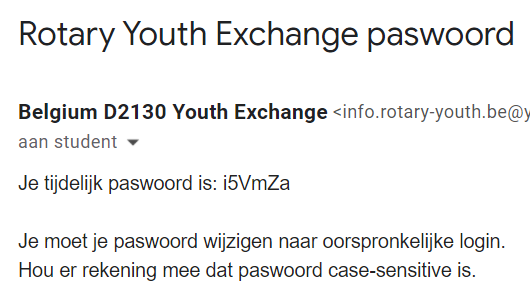 Rotary Youth Exchange paswoord
Belgium D2130 Youth Exchange <info.rotary-youth.be@y
aan student
Je tijdelijk paswoord is: i5VmZa
Je moet je paswoord wijzigen naar oorspronkelijke login.
Hou er rekening mee dat paswoord case-sensitive is.